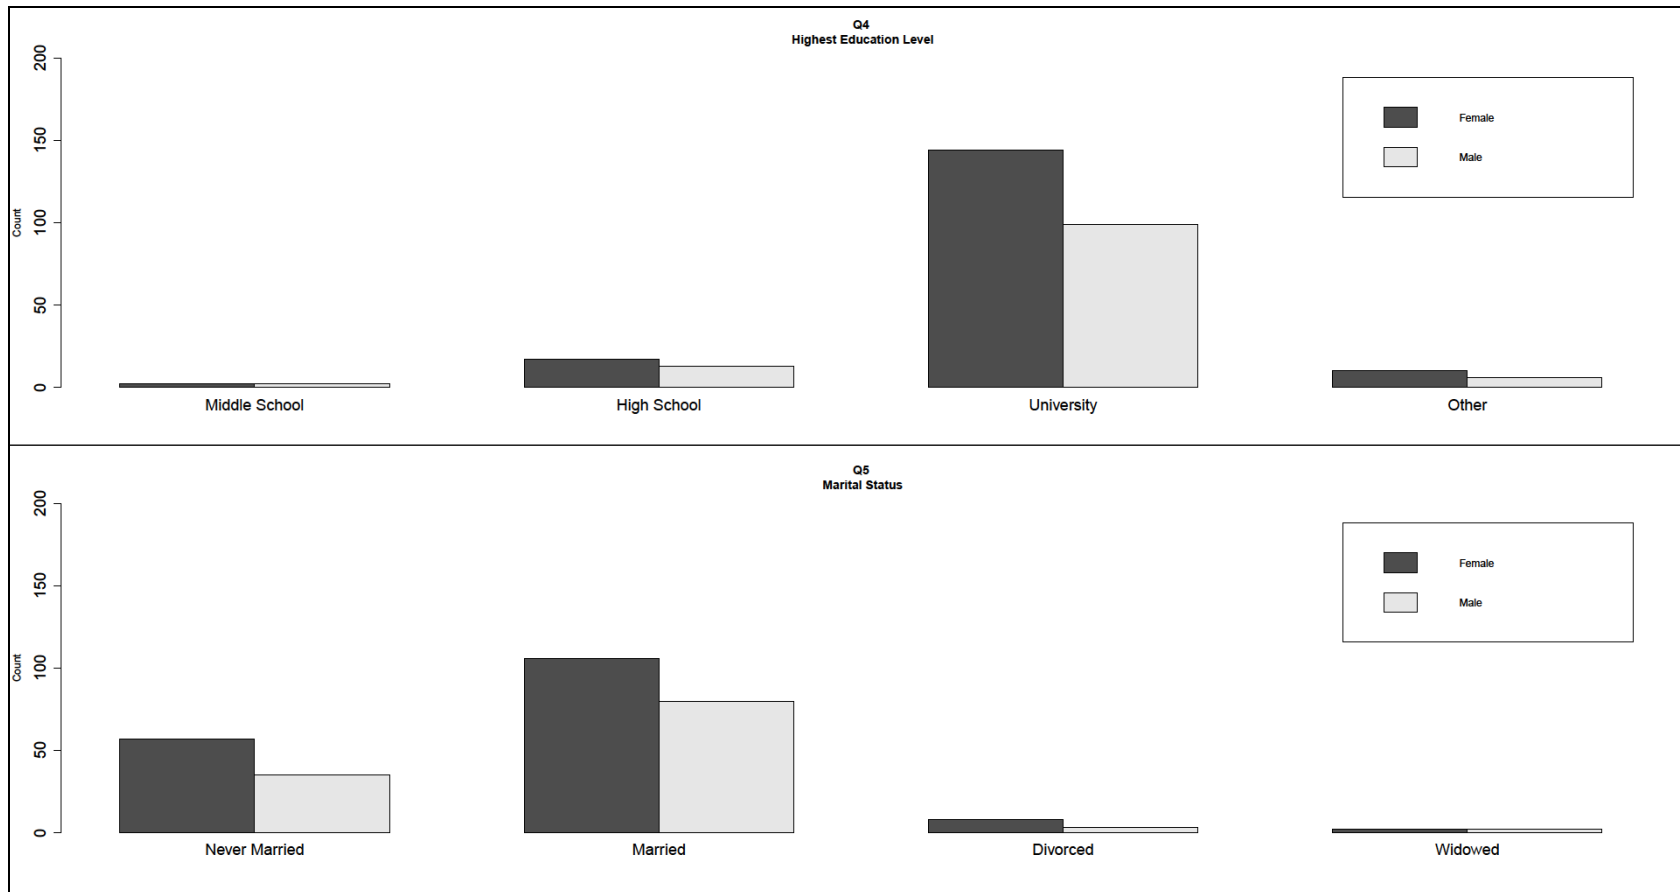 Q4
Highest Education Level
200
150
100
50
0
Count
Female
Male
Middle School
High School
University
Other
Q5
Marital Status
200
150
100
50
0
Count
Female
Male
Never Married
Married
Divorced
Widowed